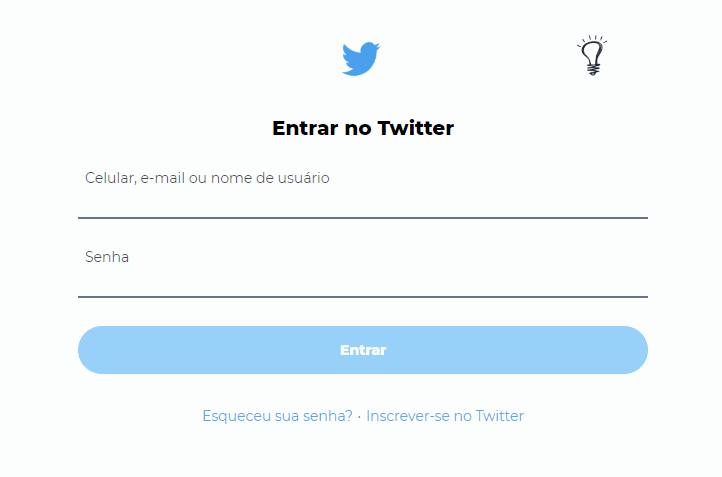 Entrar no Twitter
Celular, e-mail ou nome de usuário
Senha
Entrar
Esqueceu sua senha? · Inscrever-se no Twitter